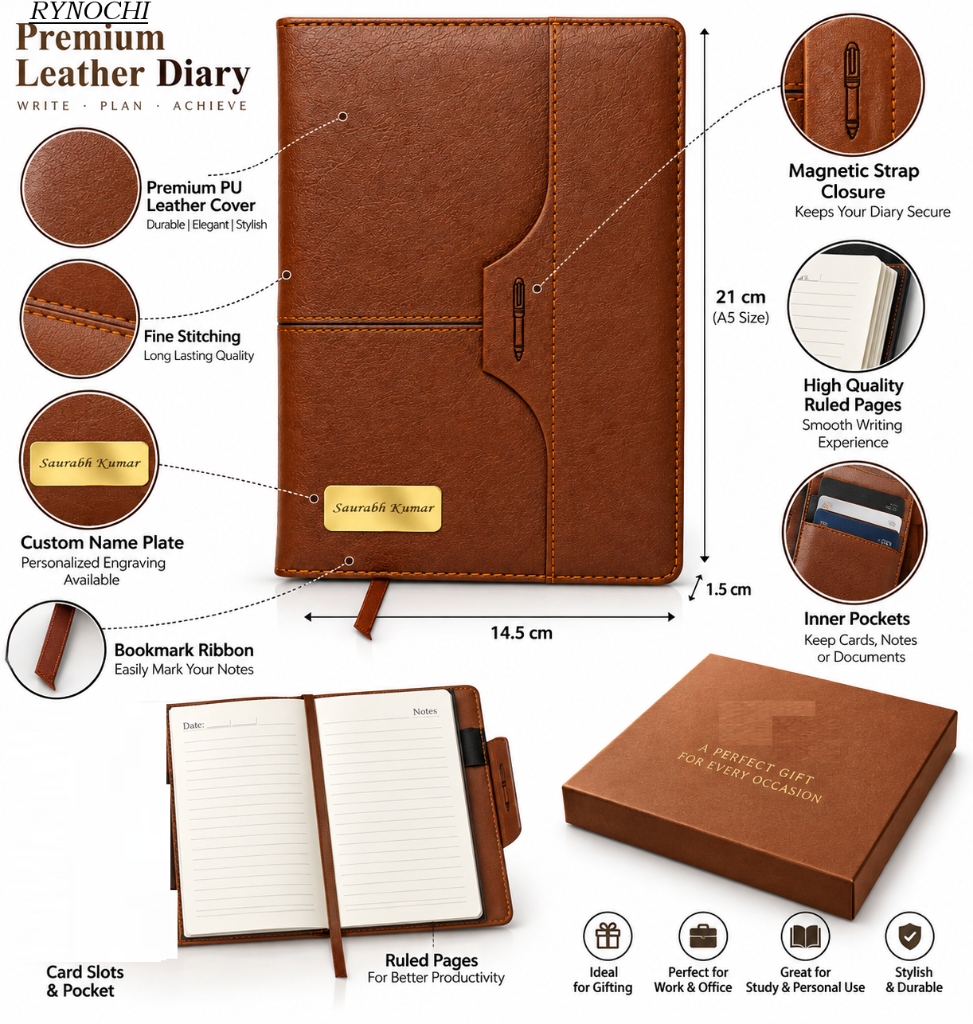 RYNOCHI
Premium
Leather Diary
WRITE · PLAN · ACHIEVE
Premium PU
Leather Cover
Durable | Elegant | Stylish
Fine Stitching
Long Lasting Quality
Saurabh Kumar
Custom Name Plate
Personalized Engraving
Available
Bookmark Ribbon
Easily Mark Your Notes
Saurabh Kumar
21 cm
(A5 Size)
1.5 cm
14.5 cm
Magnetic Strap
Closure
Keeps Your Diary Secure
High Quality
Ruled Pages
Smooth Writing
Experience
Inner Pockets
Keep Cards, Notes
or Documents
Date:
Notes
Card Slots
& Pocket
Ruled Pages
For Better Productivity
A PERFECT GIFT
FOR EVERY OCCASION
Ideal
for Gifting
Perfect for
Work & Office
Great for
Study & Personal Use
Stylish
& Durable